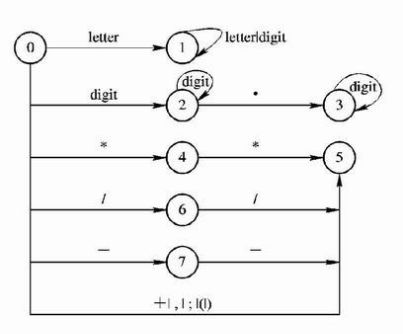 0 letter 1 letter|digit
digit
digit 2 . 3 digit
* 4 * 5
/ 6 /
— 7 —
+| , | ; |(|)